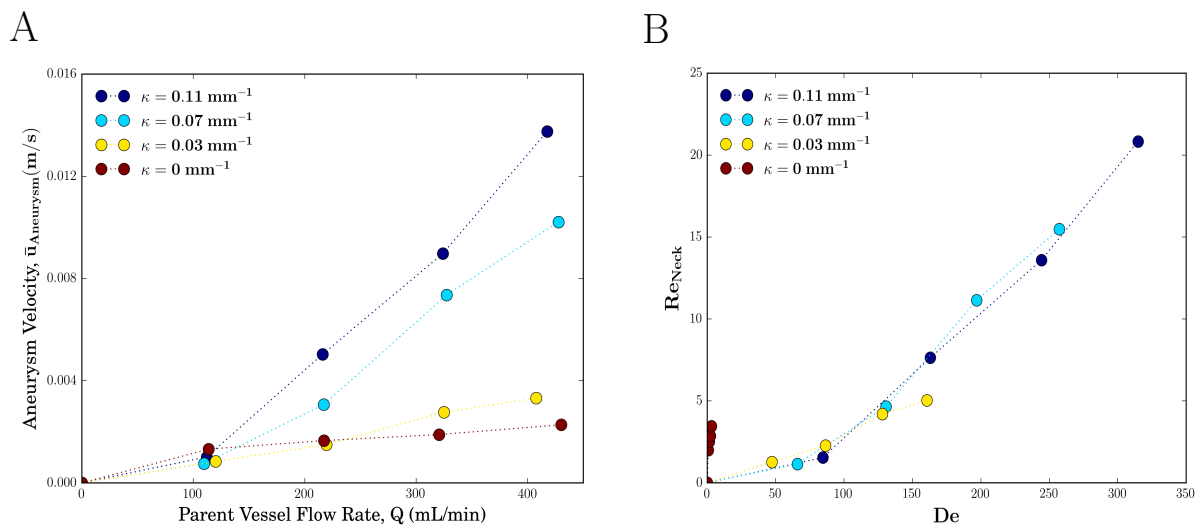 A
0.016
0.012
0.008
0.004
0.000
Aneurysm Velocity, ūAneurysm(m/s)
κ = 0.11 mm⁻¹
κ = 0.07 mm⁻¹
κ = 0.03 mm⁻¹
κ = 0 mm⁻¹
0 100 200 300 400
Parent Vessel Flow Rate, Q (mL/min)
B
25
20
15
10
5
0
ReNeck
κ = 0.11 mm⁻¹
κ = 0.07 mm⁻¹
κ = 0.03 mm⁻¹
κ = 0 mm⁻¹
0 50 100 150 200 250 300 350
De